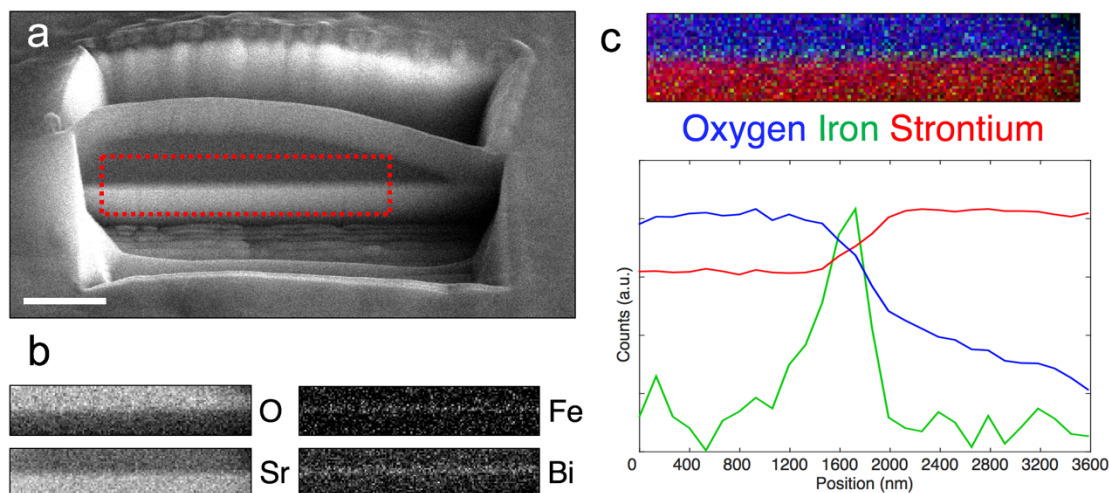 a
b
O
Fe
Sr
Bi
c
Oxygen Iron Strontium
Counts (a.u.)
0 400 800 1200 1600 2000 2400 2800 3200 3600
Position (nm)